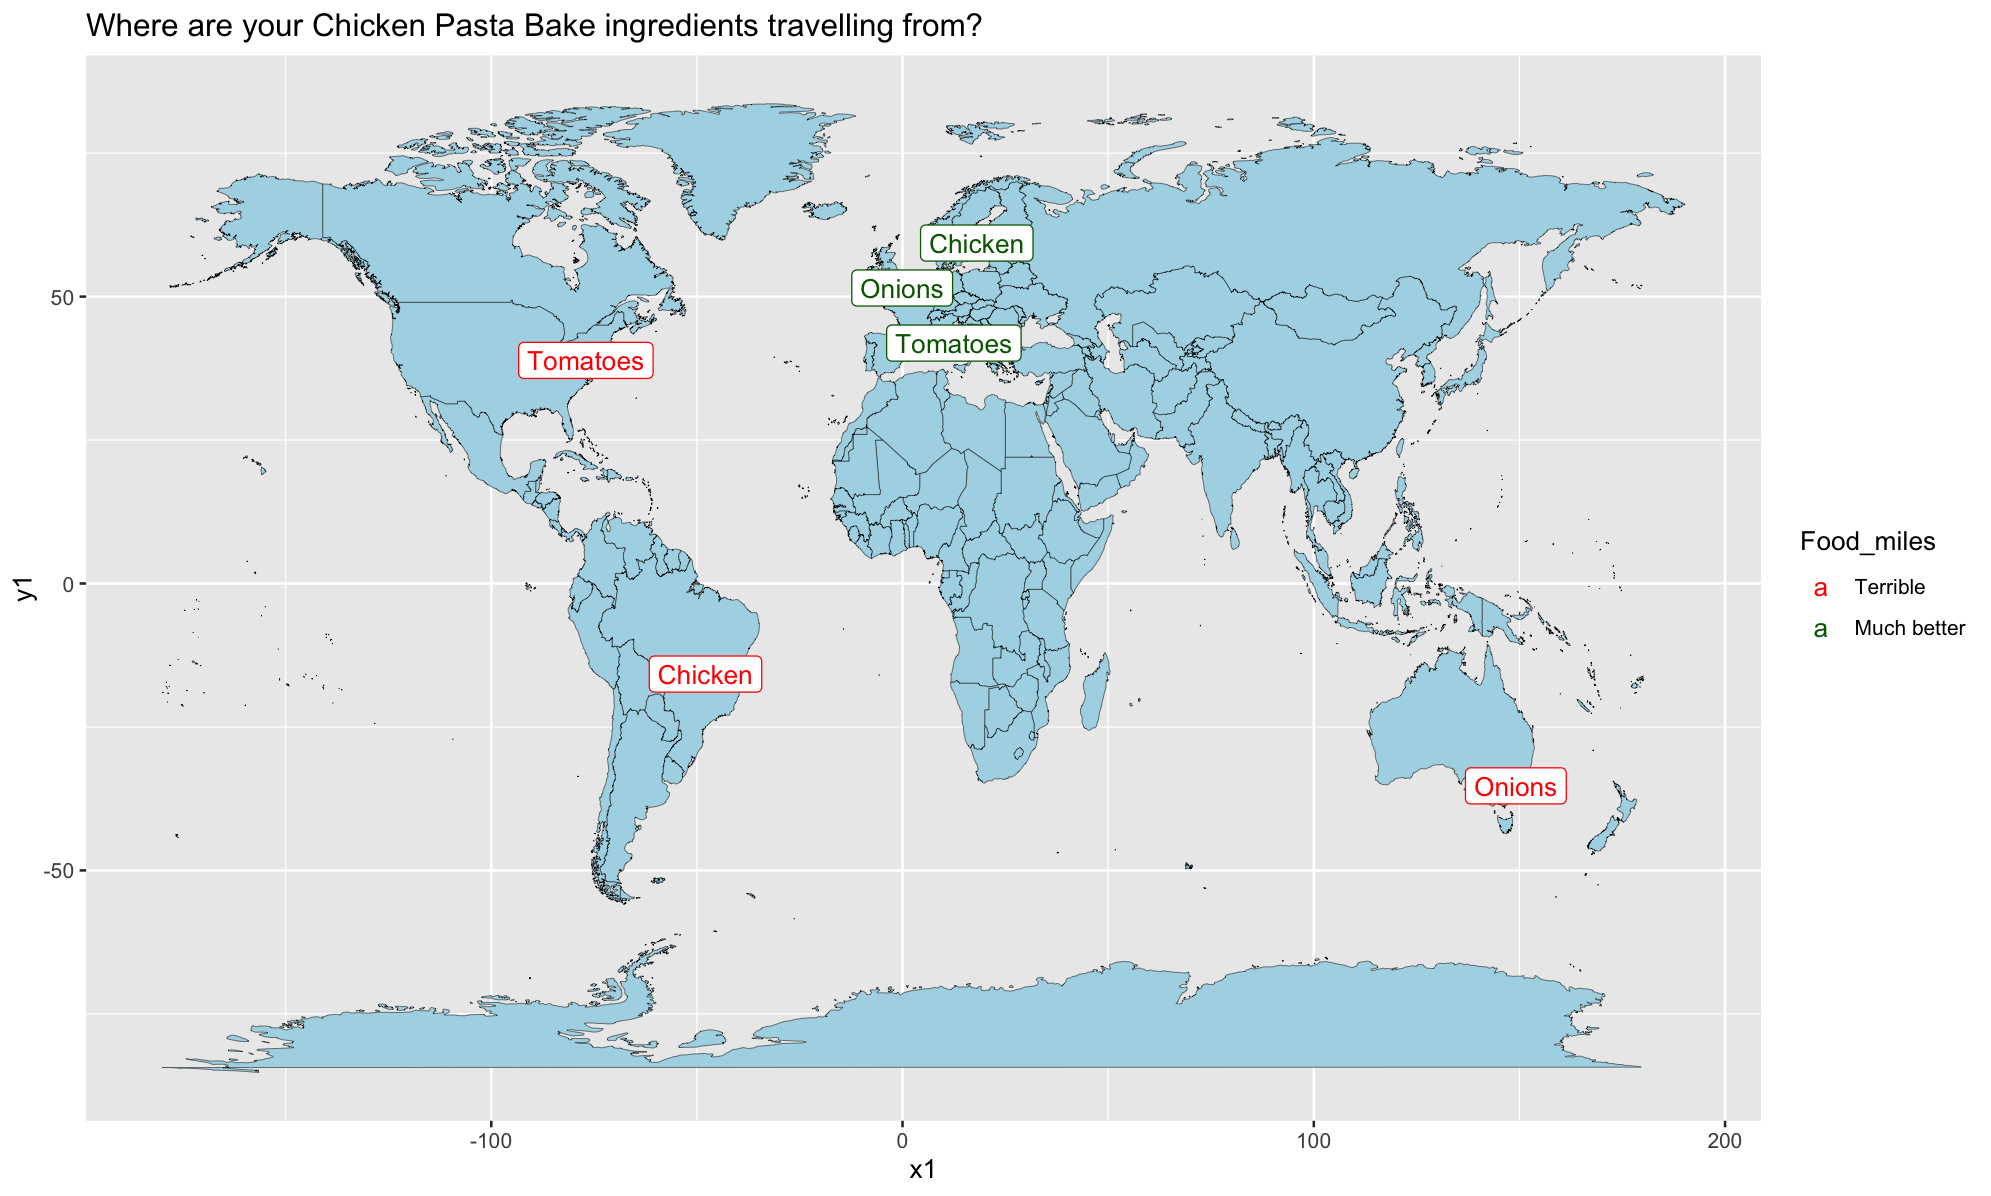 Where are your Chicken Pasta Bake ingredients travelling from?
Chicken
Onions
50
Tomatoes
Tomatoes
Food_miles
y1
0
a Terrible
a Much better
Chicken
Onions
-50
-100
0
100
200
x1